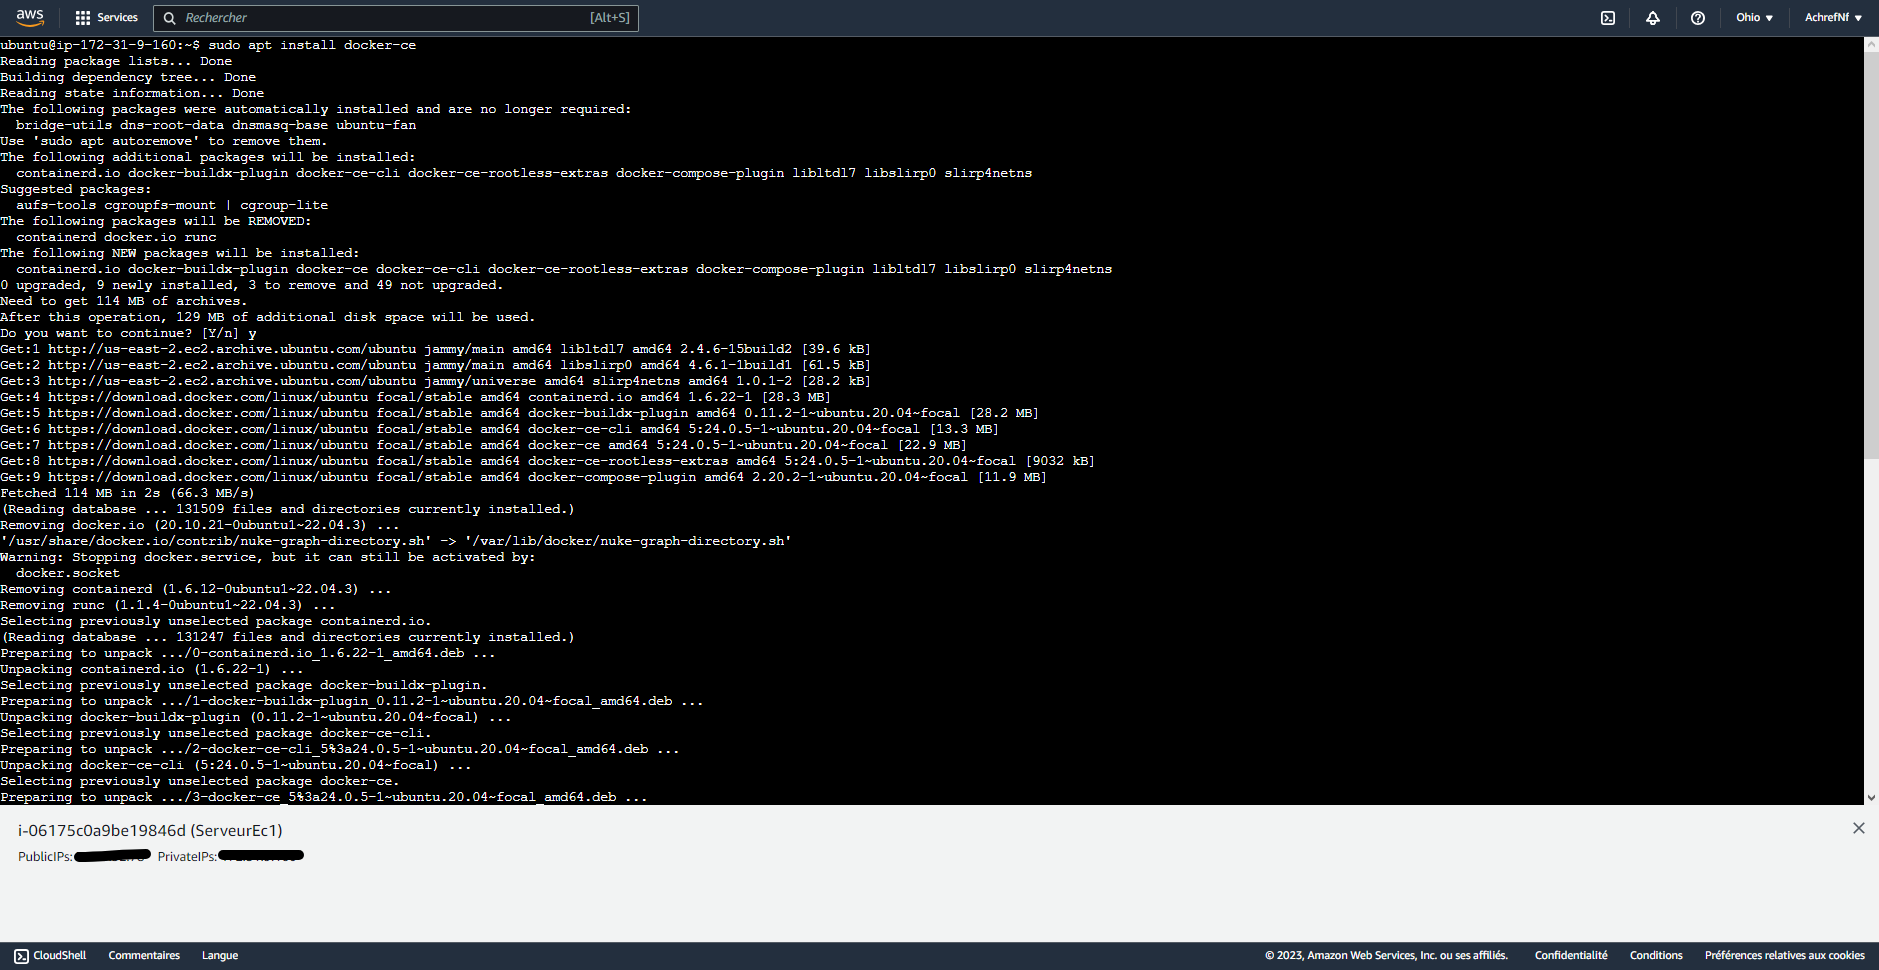 aws Services Rechercher [Alt+S] Ohio AchrefNf
ubuntu@ip-172-31-9-160:~$ sudo apt install docker-ce
Reading package lists... Done
Building dependency tree... Done
Reading state information... Done
The following packages were automatically installed and are no longer required:
  bridge-utils dns-root-data dnsmasq-base ubuntu-fan
Use 'sudo apt autoremove' to remove them.
The following additional packages will be installed:
  containerd.io docker-buildx-plugin docker-ce-cli docker-ce-rootless-extras docker-compose-plugin libltdl7 libslirp0 slirp4netns
Suggested packages:
  aufs-tools cgroupfs-mount | cgroup-lite
The following packages will be REMOVED:
  containerd docker.io runc
The following NEW packages will be installed:
  containerd.io docker-buildx-plugin docker-ce docker-ce-cli docker-ce-rootless-extras docker-compose-plugin libltdl7 libslirp0 slirp4netns
0 upgraded, 9 newly installed, 3 to remove and 49 not upgraded.
Need to get 114 MB of archives.
After this operation, 129 MB of additional disk space will be used.
Do you want to continue? [Y/n] y
Get:1 http://us-east-2.ec2.archive.ubuntu.com/ubuntu jammy/main amd64 libltdl7 amd64 2.4.6-15build2 [39.6 kB]
Get:2 http://us-east-2.ec2.archive.ubuntu.com/ubuntu jammy/main amd64 libslirp0 amd64 4.6.1-1build1 [61.5 kB]
Get:3 http://us-east-2.ec2.archive.ubuntu.com/ubuntu jammy/universe amd64 slirp4netns amd64 1.0.1-2 [28.2 kB]
Get:4 https://download.docker.com/linux/ubuntu focal/stable amd64 containerd.io amd64 1.6.22-1 [28.3 MB]
Get:5 https://download.docker.com/linux/ubuntu focal/stable amd64 docker-buildx-plugin amd64 0.11.2-1~ubuntu.20.04~focal [28.2 MB]
Get:6 https://download.docker.com/linux/ubuntu focal/stable amd64 docker-ce-cli amd64 5:24.0.5-1~ubuntu.20.04~focal [13.3 MB]
Get:7 https://download.docker.com/linux/ubuntu focal/stable amd64 docker-ce amd64 5:24.0.5-1~ubuntu.20.04~focal [22.9 MB]
Get:8 https://download.docker.com/linux/ubuntu focal/stable amd64 docker-ce-rootless-extras amd64 5:24.0.5-1~ubuntu.20.04~focal [9032 kB]
Get:9 https://download.docker.com/linux/ubuntu focal/stable amd64 docker-compose-plugin amd64 2.20.2-1~ubuntu.20.04~focal [11.9 MB]
Fetched 114 MB in 2s (66.3 MB/s)
(Reading database ... 131509 files and directories currently installed.)
Removing docker.io (20.10.21-0ubuntu1~22.04.3) ...
'/usr/share/docker.io/contrib/nuke-graph-directory.sh' -> '/var/lib/docker/nuke-graph-directory.sh'
Warning: Stopping docker.service, but it can still be activated by:
  docker.socket
Removing containerd (1.6.12-0ubuntu1~22.04.3) ...
Removing runc (1.1.4-0ubuntu1~22.04.3) ...
Selecting previously unselected package containerd.io.
(Reading database ... 131247 files and directories currently installed.)
Preparing to unpack .../0-containerd.io_1.6.22-1_amd64.deb ...
Unpacking containerd.io (1.6.22-1) ...
Selecting previously unselected package docker-buildx-plugin.
Preparing to unpack .../1-docker-buildx-plugin_0.11.2-1~ubuntu.20.04~focal_amd64.deb ...
Unpacking docker-buildx-plugin (0.11.2-1~ubuntu.20.04~focal) ...
Selecting previously unselected package docker-ce-cli.
Preparing to unpack .../2-docker-ce-cli_5%3a24.0.5-1~ubuntu.20.04~focal_amd64.deb ...
Unpacking docker-ce-cli (5:24.0.5-1~ubuntu.20.04~focal) ...
Selecting previously unselected package docker-ce.
Preparing to unpack .../3-docker-ce_5%3a24.0.5-1~ubuntu.20.04~focal_amd64.deb ...
i-06175c0a9be19846d (ServeurEc1)
PublicIPs: PrivateIPs:
CloudShell Commentaires Langue © 2023, Amazon Web Services, Inc. ou ses affiliés. Confidentialité Conditions Préférences relatives aux cookies